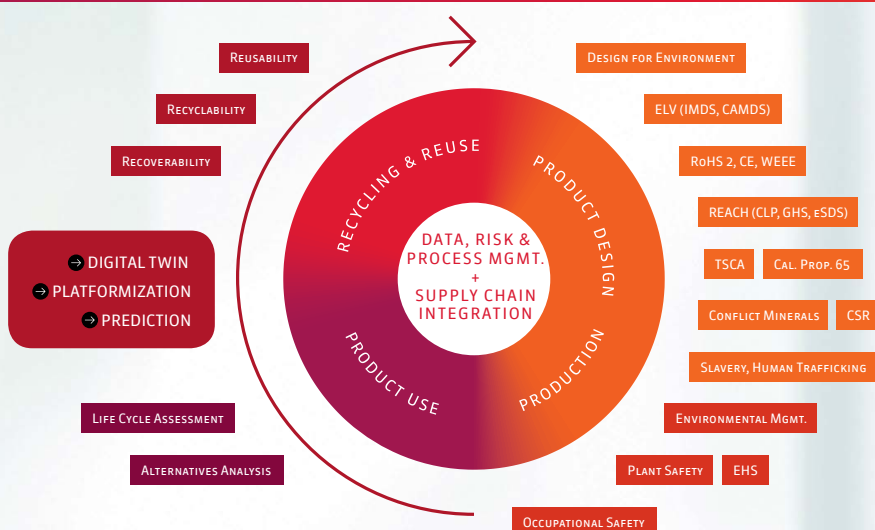 Reusability
Recyclability
Recoverability
→ DIGITAL TWIN
→ PLATFORMIZATION
→ PREDICTION
Life Cycle Assessment
Alternatives Analysis
RECYCLING & REUSE
PRODUCT DESIGN
PRODUCTION
PRODUCT USE
DATA, RISK &
PROCESS MGMT.
+
SUPPLY CHAIN
INTEGRATION
Design for Environment
ELV (IMDS, CAMDS)
RoHS 2, CE, WEEE
REACH (CLP, GHS, eSDS)
TSCA Cal. Prop. 65
Conflict Minerals CSR
Slavery, Human Trafficking
Environmental Mgmt.
Plant Safety EHS
Occupational Safety